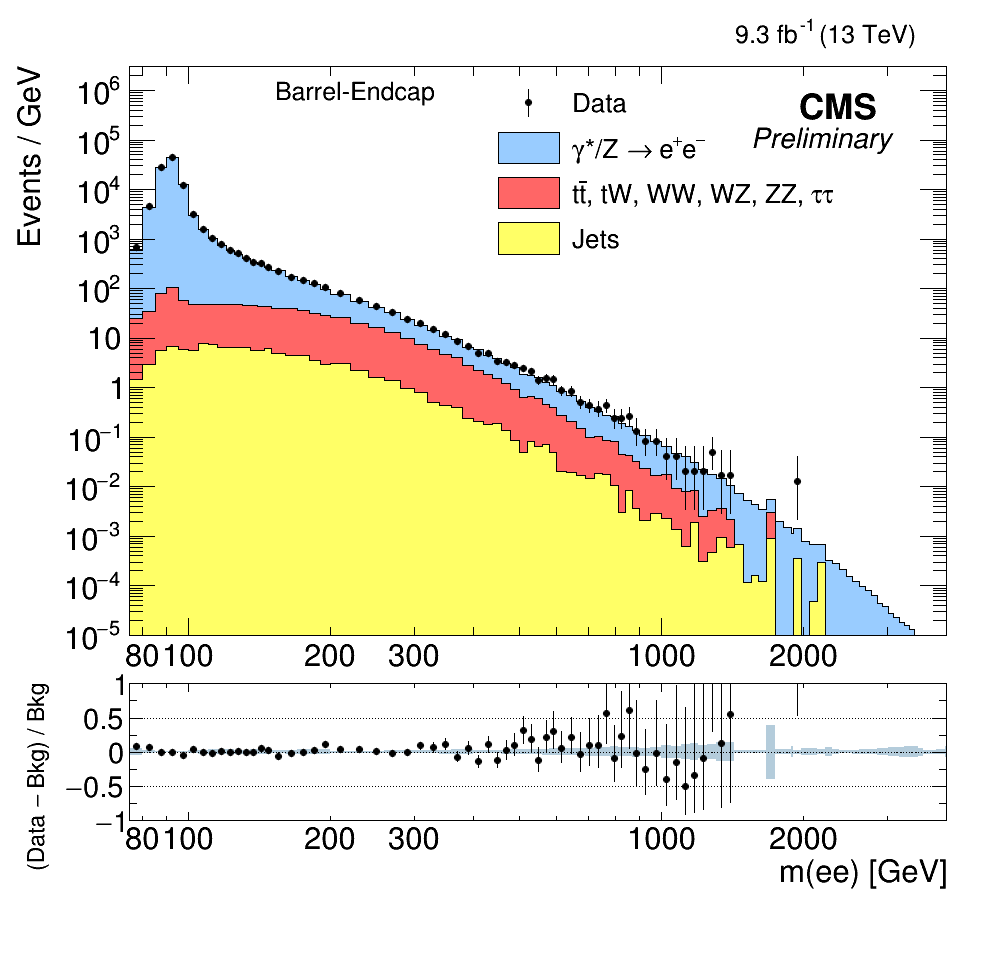 9.3 fb⁻¹ (13 TeV)
Barrel-Endcap
CMS
Preliminary
Data
γ*/Z → e⁺e⁻
tt̄, tW, WW, WZ, ZZ, ττ
Jets
Events / GeV
10⁶
10⁵
10⁴
10³
10²
10
1
10⁻¹
10⁻²
10⁻³
10⁻⁴
10⁻⁵
80 100 200 300 1000 2000
(Data − Bkg) / Bkg
1
0.5
0
−0.5
−1
80 100 200 300 1000 2000
m(ee) [GeV]